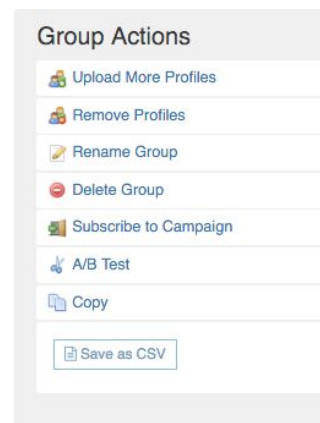 Group Actions
Upload More Profiles
Remove Profiles
Rename Group
Delete Group
Subscribe to Campaign
A/B Test
Copy
Save as CSV